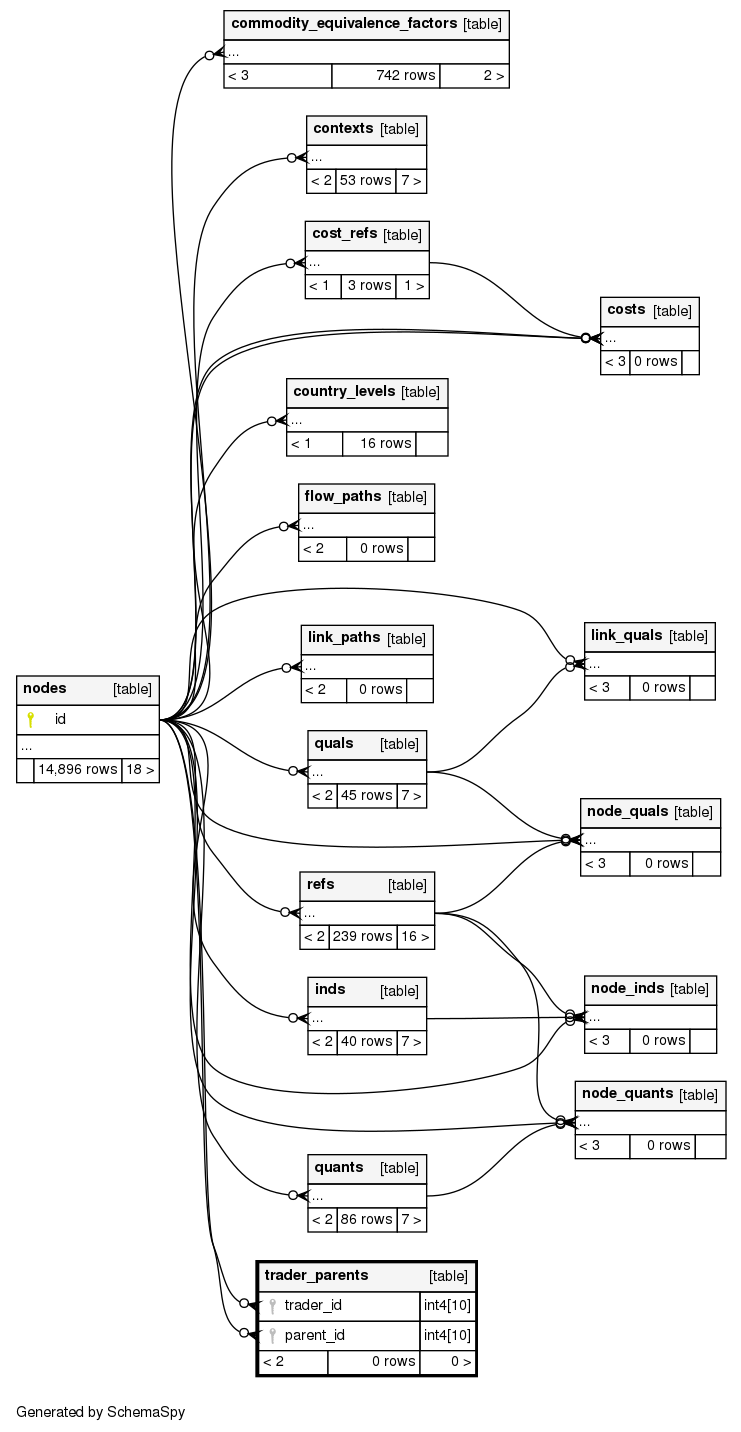 commodity_equivalence_factors [table]
...
< 3 742 rows 2 >
contexts [table]
...
< 2 53 rows 7 >
cost_refs [table]
...
< 1 3 rows 1 >
costs [table]
...
< 3 0 rows
country_levels [table]
...
< 1 16 rows
flow_paths [table]
...
< 2 0 rows
link_paths [table]
...
< 2 0 rows
link_quals [table]
...
< 3 0 rows
nodes [table]
id
...
14,896 rows 18 >
quals [table]
...
< 2 45 rows 7 >
node_quals [table]
...
< 3 0 rows
refs [table]
...
< 2 239 rows 16 >
inds [table]
...
< 2 40 rows 7 >
node_inds [table]
...
< 3 0 rows
node_quants [table]
...
< 3 0 rows
quants [table]
...
< 2 86 rows 7 >
trader_parents [table]
trader_id int4[10]
parent_id int4[10]
< 2 0 rows 0 >
Generated by SchemaSpy